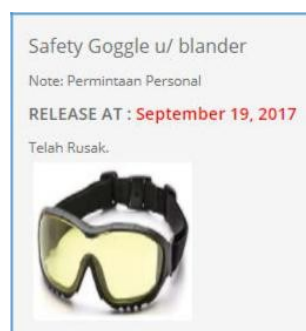 Safety Goggle u/ blander
Note: Permintaan Personal
RELEASE AT : September 19, 2017
Telah Rusak.